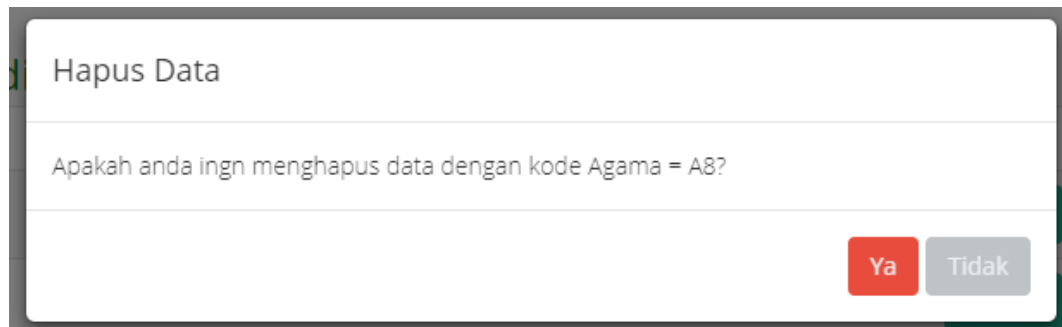 Hapus Data
Apakah anda ingn menghapus data dengan kode Agama = A8?
Ya Tidak